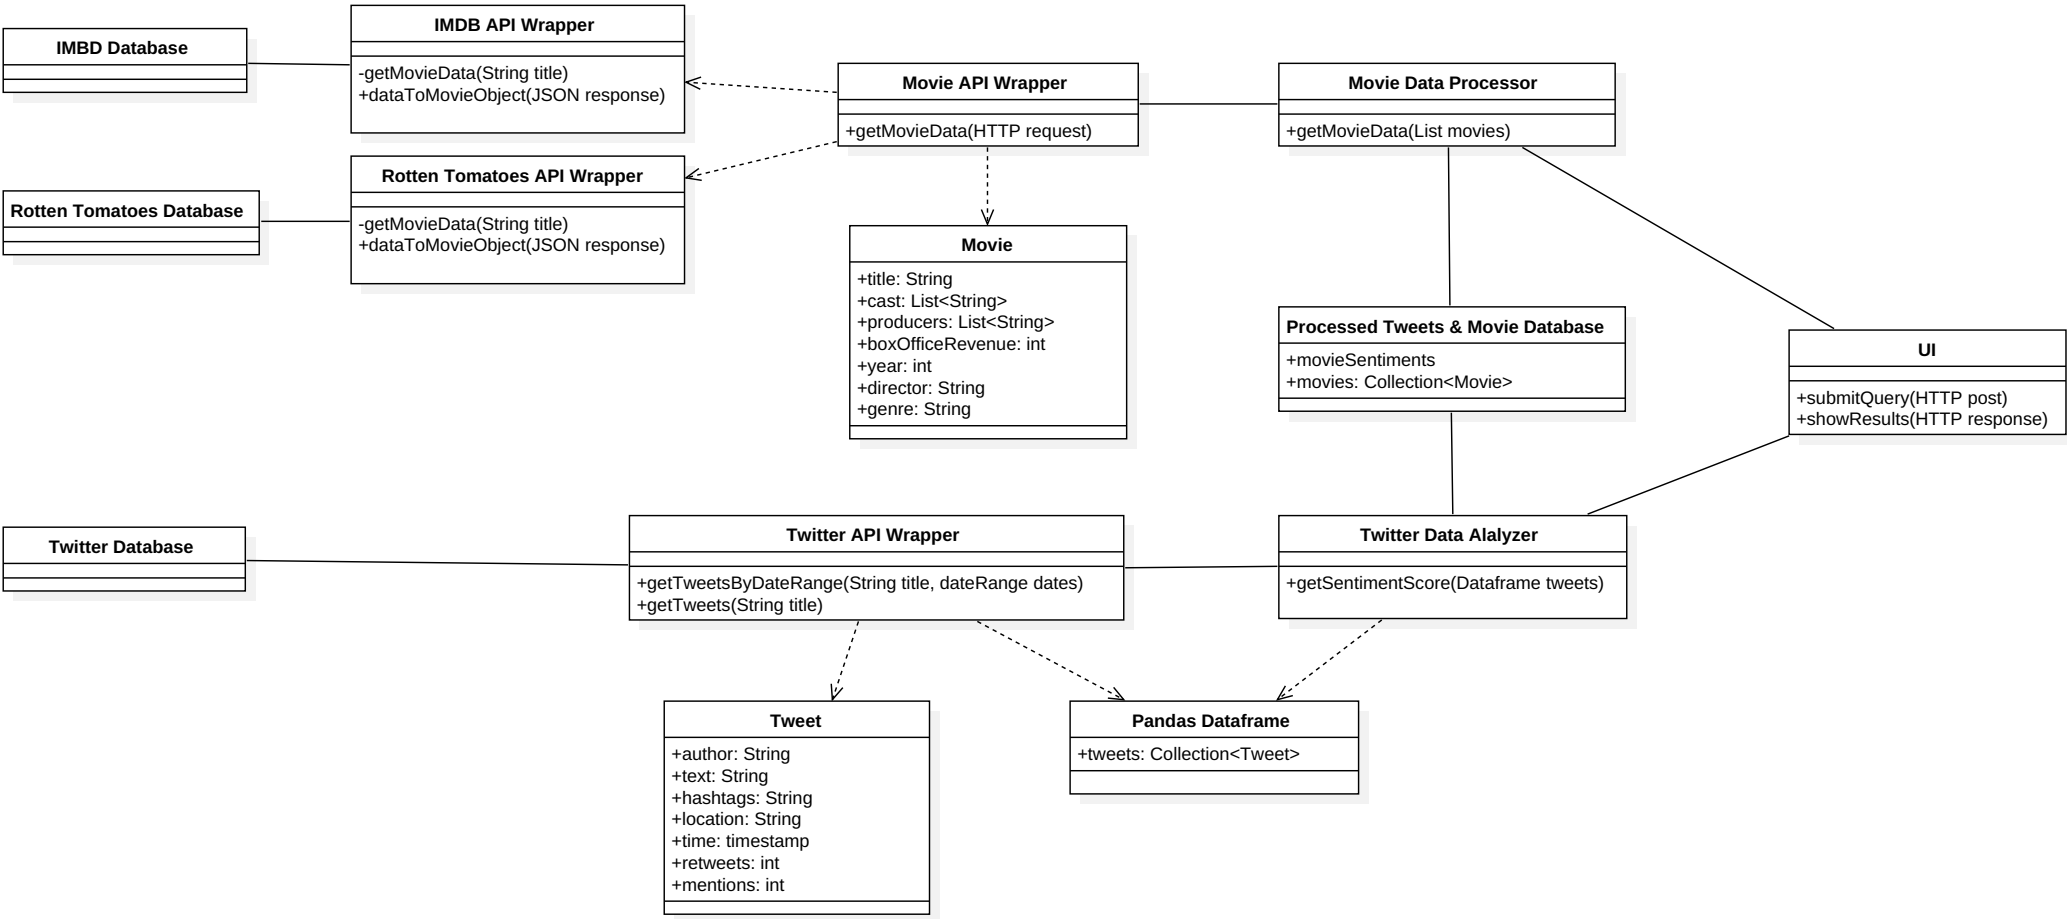 IMBD Database
IMDB API Wrapper
-getMovieData(String title)
+dataToMovieObject(JSON response)
Movie API Wrapper
+getMovieData(HTTP request)
Movie Data Processor
+getMovieData(List movies)
Rotten Tomatoes Database
Rotten Tomatoes API Wrapper
-getMovieData(String title)
+dataToMovieObject(JSON response)
Movie
+title: String
+cast: List<String>
+producers: List<String>
+boxOfficeRevenue: int
+year: int
+director: String
+genre: String
Processed Tweets & Movie Database
+movieSentiments
+movies: Collection<Movie>
UI
+submitQuery(HTTP post)
+showResults(HTTP response)
Twitter Database
Twitter API Wrapper
+getTweetsByDateRange(String title, dateRange dates)
+getTweets(String title)
Twitter Data Alalyzer
+getSentimentScore(Dataframe tweets)
Tweet
+author: String
+text: String
+hashtags: String
+location: String
+time: timestamp
+retweets: int
+mentions: int
Pandas Dataframe
+tweets: Collection<Tweet>